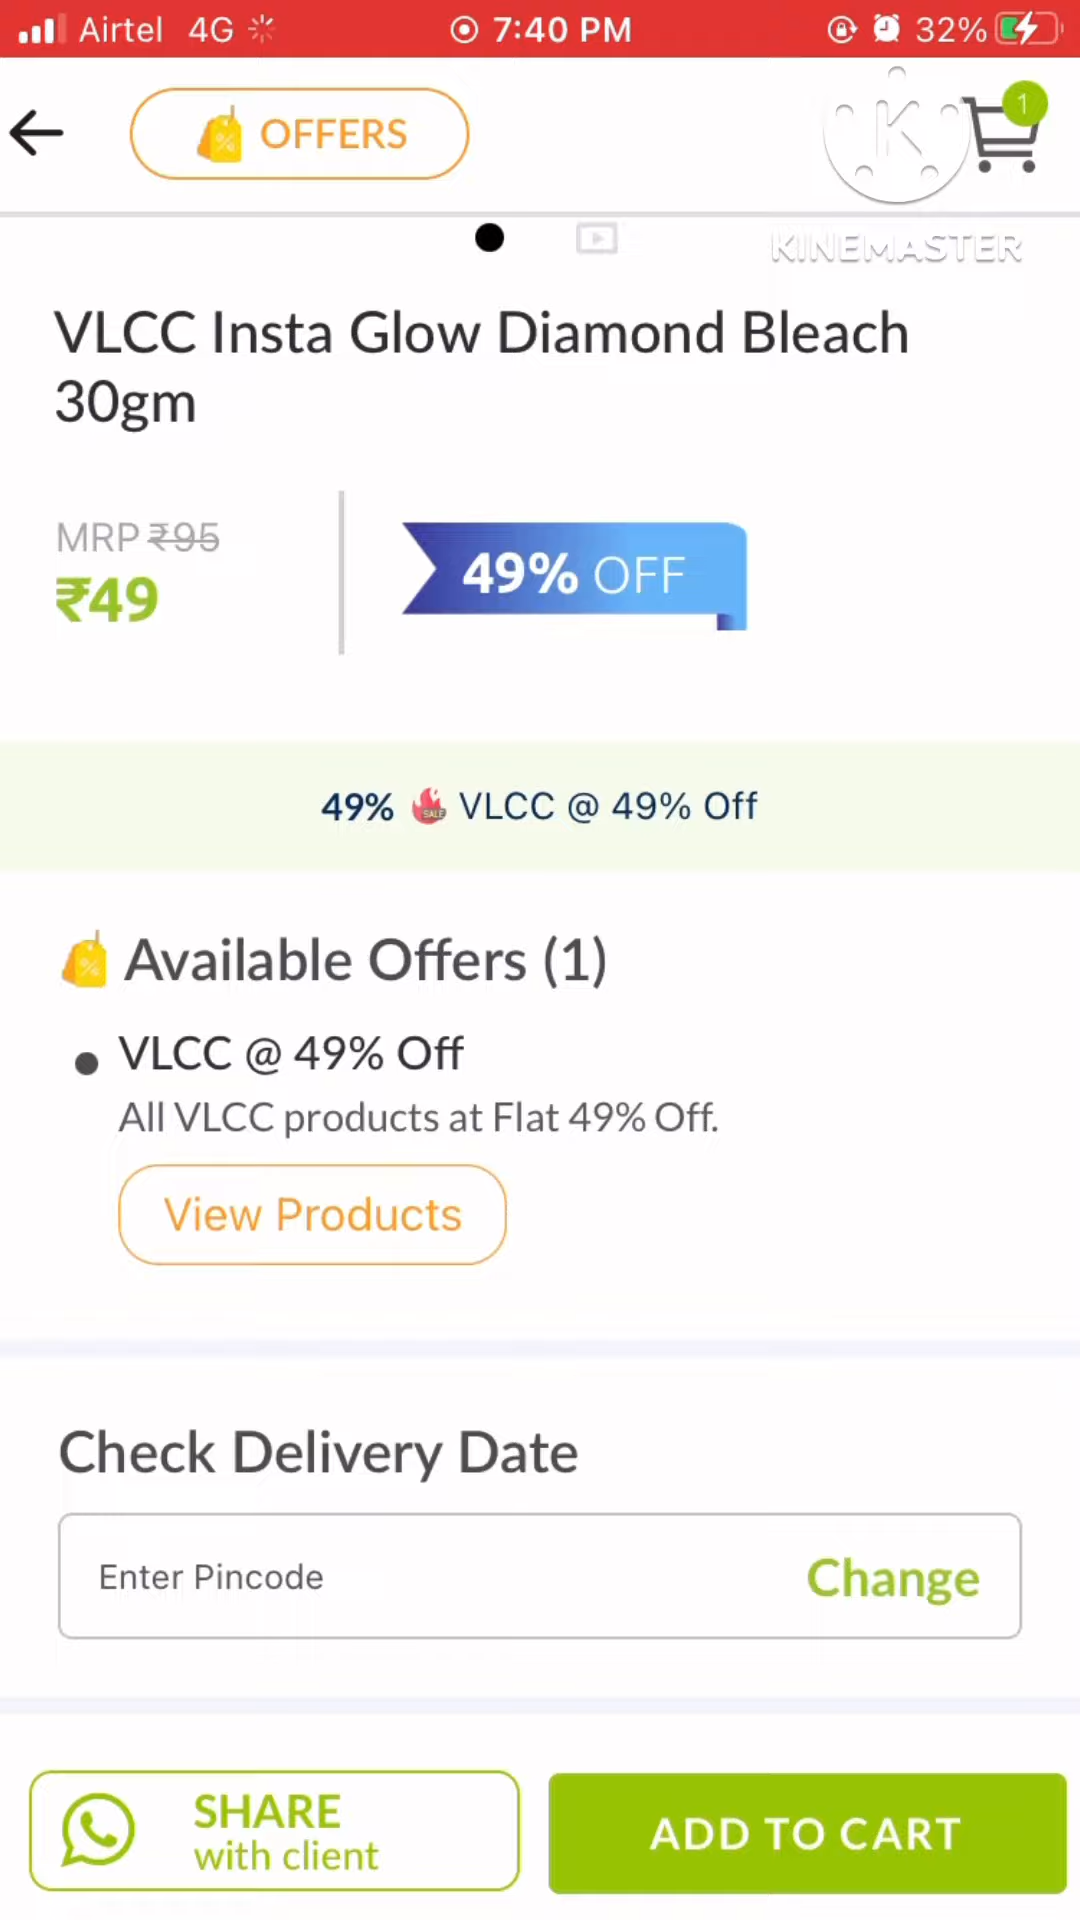 Airtel 4G 7:40 PM 32%
OFFERS
1
K
KINEMASTER
VLCC Insta Glow Diamond Bleach
30gm
MRP ₹95
₹49
49% OFF
49% SALE VLCC @ 49% Off
Available Offers (1)
VLCC @ 49% Off
All VLCC products at Flat 49% Off.
View Products
Check Delivery Date
Enter Pincode
Change
SHARE
with client
ADD TO CART